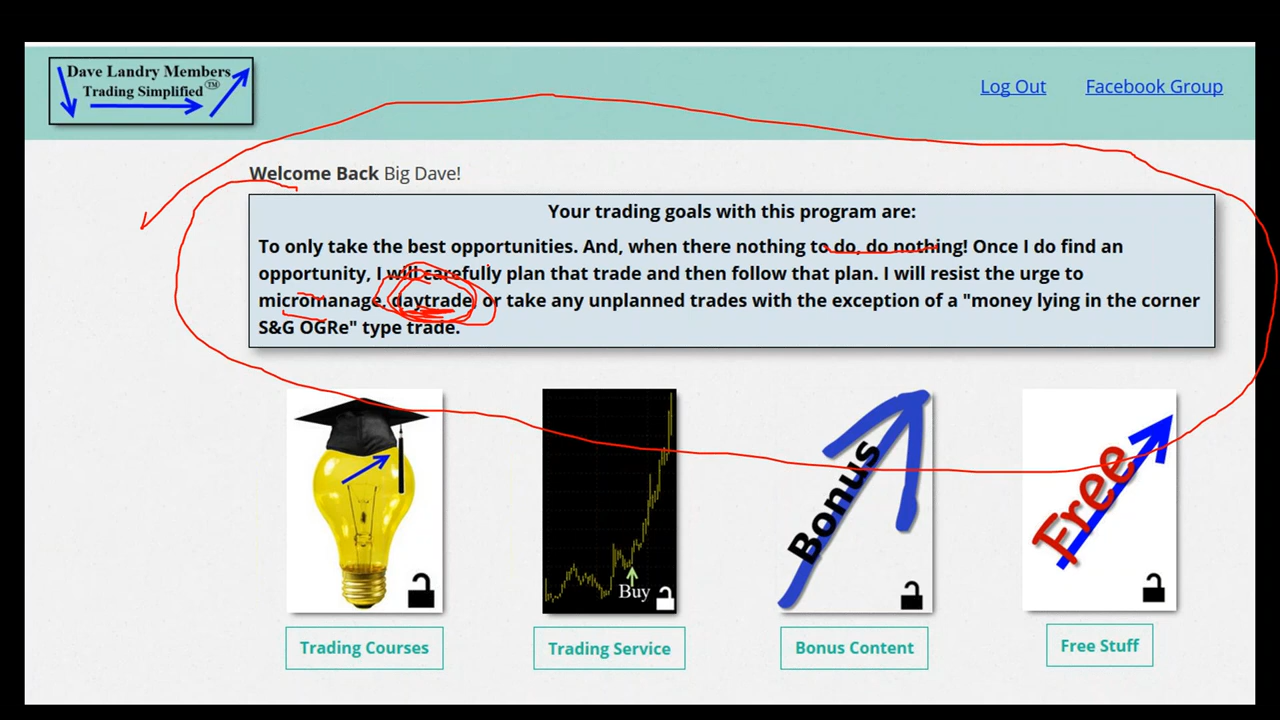 Dave Landry Members
Trading Simplified™
Log Out
Facebook Group
Welcome Back Big Dave!
Your trading goals with this program are:
To only take the best opportunities. And, when there nothing to do, do nothing! Once I do find an
opportunity, I will carefully plan that trade and then follow that plan. I will resist the urge to
micromanage, daytrade, or take any unplanned trades with the exception of a "money lying in the corner
S&G OGRe" type trade.
Buy
Bonus
Free
Trading Courses
Trading Service
Bonus Content
Free Stuff